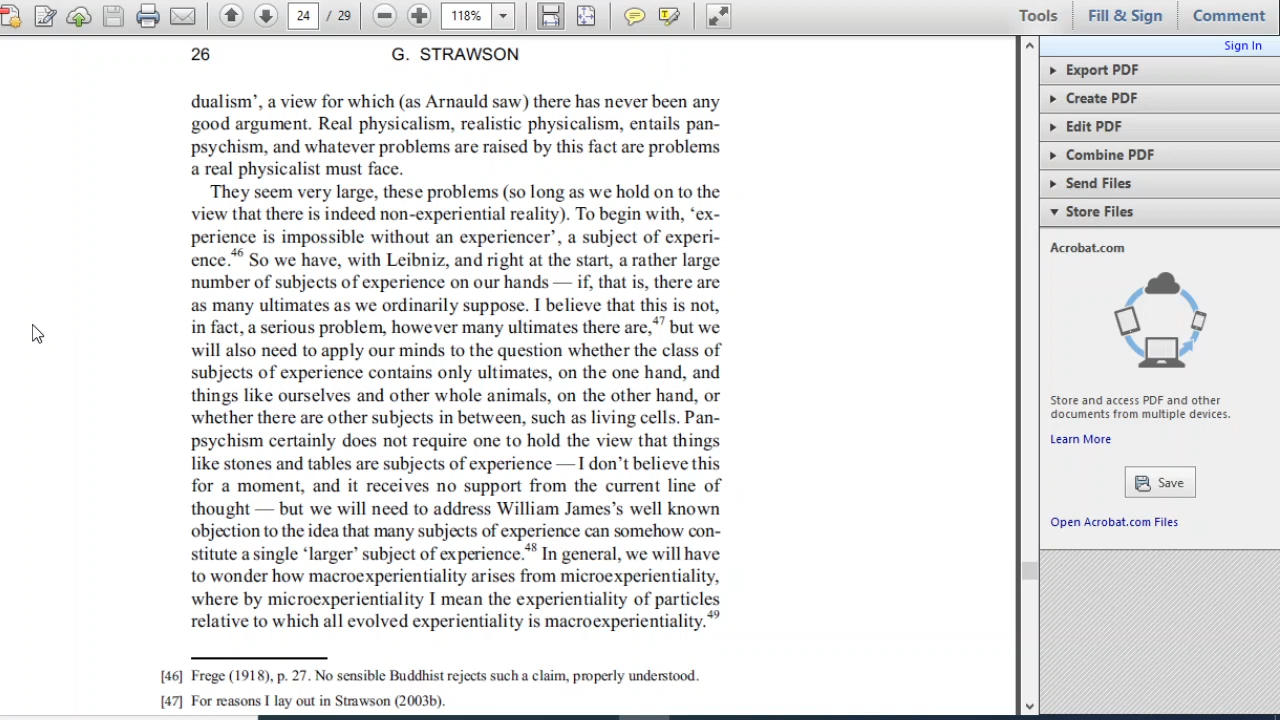 24 / 29
118%
Tools
Fill & Sign
Comment
Sign In
26
G. STRAWSON
dualism’, a view for which (as Arnauld saw) there has never been any
good argument. Real physicalism, realistic physicalism, entails pan-
psychism, and whatever problems are raised by this fact are problems
a real physicalist must face.
They seem very large, these problems (so long as we hold on to the
view that there is indeed non-experiential reality). To begin with, ‘ex-
perience is impossible without an experiencer’, a subject of experi-
ence.46 So we have, with Leibniz, and right at the start, a rather large
number of subjects of experience on our hands — if, that is, there are
as many ultimates as we ordinarily suppose. I believe that this is not,
in fact, a serious problem, however many ultimates there are,47 but we
will also need to apply our minds to the question whether the class of
subjects of experience contains only ultimates, on the one hand, and
things like ourselves and other whole animals, on the other hand, or
whether there are other subjects in between, such as living cells. Pan-
psychism certainly does not require one to hold the view that things
like stones and tables are subjects of experience — I don’t believe this
for a moment, and it receives no support from the current line of
thought — but we will need to address William James’s well known
objection to the idea that many subjects of experience can somehow con-
stitute a single ‘larger’ subject of experience.48 In general, we will have
to wonder how macroexperientiality arises from microexperientiality,
where by microexperientiality I mean the experientiality of particles
relative to which all evolved experientiality is macroexperientiality.49
[46] Frege (1918), p. 27. No sensible Buddhist rejects such a claim, properly understood.
[47] For reasons I lay out in Strawson (2003b).
Export PDF
Create PDF
Edit PDF
Combine PDF
Send Files
Store Files
Acrobat.com
Store and access PDF and other
documents from multiple devices.
Learn More
Save
Open Acrobat.com Files